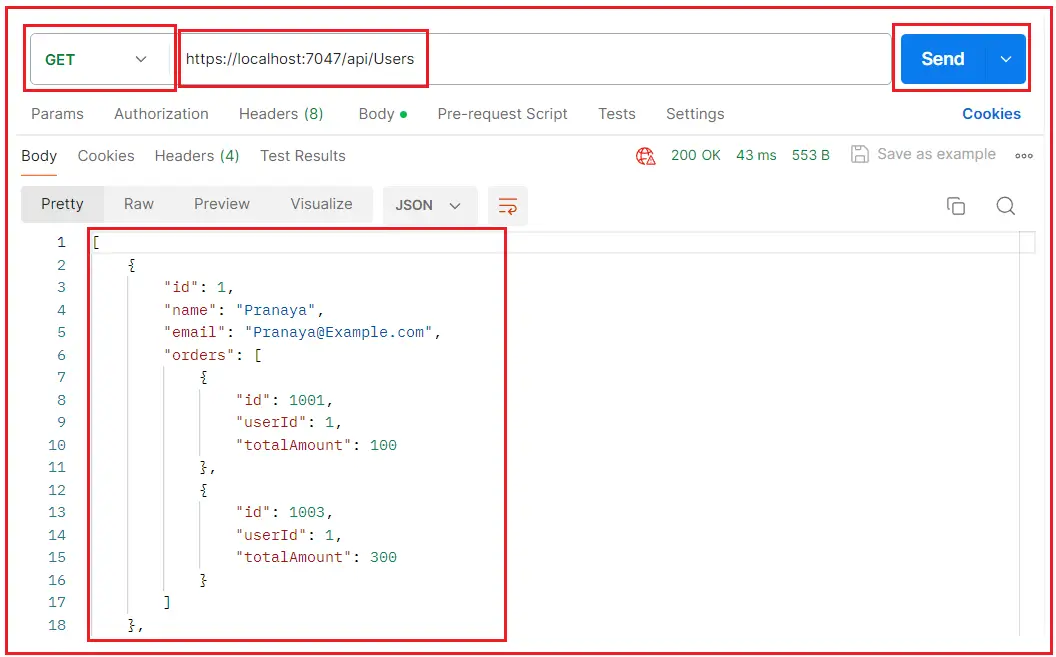 GET https://localhost:7047/api/Users Send
Params Authorization Headers (8) Body Pre-request Script Tests Settings Cookies
Body Cookies Headers (4) Test Results 200 OK 43 ms 553 B Save as example
Pretty Raw Preview Visualize JSON
1 [
2 {
3 "id": 1,
4 "name": "Pranaya",
5 "email": "Pranaya@Example.com",
6 "orders": [
7 {
8 "id": 1001,
9 "userId": 1,
10 "totalAmount": 100
11 },
12 {
13 "id": 1003,
14 "userId": 1,
15 "totalAmount": 300
16 }
17 ]
18 },